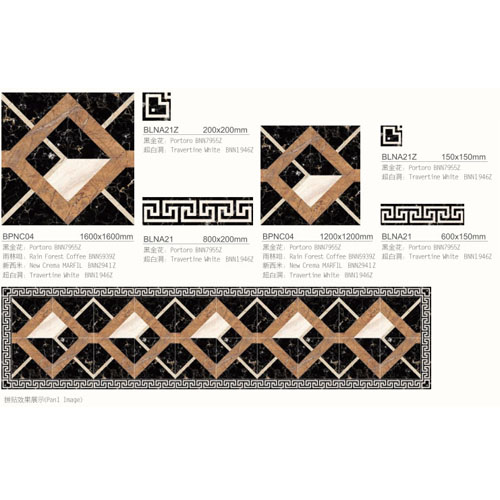 BLNA21Z 200x200mm
黑金花: Portoro BNN7955Z
超白洞: Travertine White BNN1946Z
BLNA21Z 150x150mm
黑金花: Portoro BNN7955Z
超白洞: Travertine White BNN1946Z
BPNC04 1600x1600mm
黑金花: Portoro BNN7955Z
雨林啡: Rain Forest Coffee BNN5939Z
新西米: New Crema MARFIL BNN2941Z
超白洞: Travertine White BNN1946Z
BLNA21 800x200mm
黑金花: Portoro BNN7955Z
超白洞: Travertine White BNN1946Z
BPNC04 1200x1200mm
黑金花: Portoro BNN7955Z
雨林啡: Rain Forest Coffee BNN5939Z
新西米: New Crema MARFIL BNN2941Z
超白洞: Travertine White BNN1946Z
BLNA21 600x150mm
黑金花: Portoro BNN7955Z
超白洞: Travertine White BNN1946Z
拼贴效果展示(Parl Image)